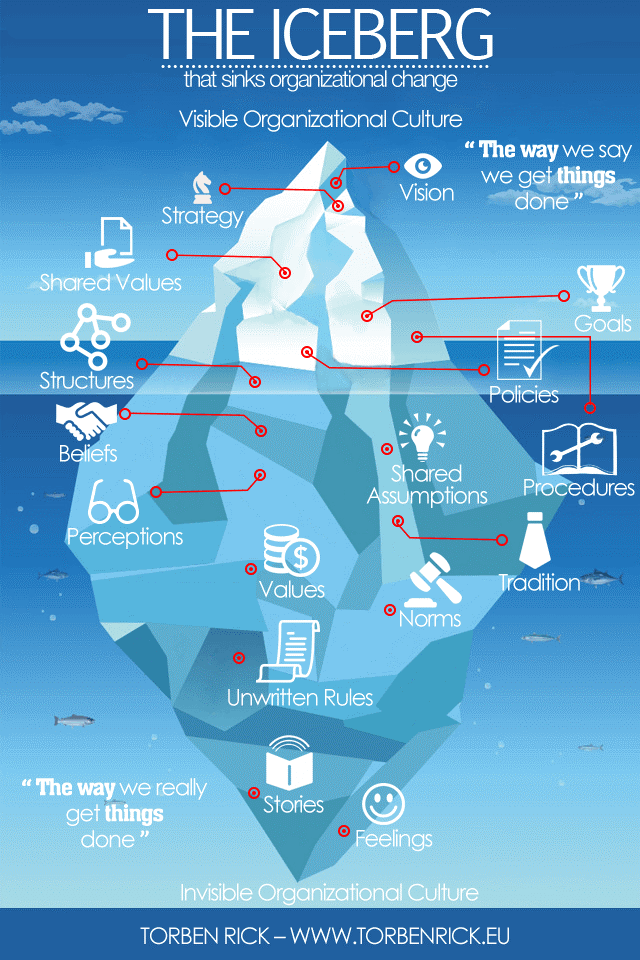 THE ICEBERG
that sinks organizational change
Visible Organizational Culture
“ The way we say
we get things
done ”
Vision
Strategy
Shared Values
Goals
Structures
Policies
Beliefs
Shared
Assumptions
Procedures
Perceptions
Tradition
$
Values
Norms
Unwritten Rules
“ The way we really
get things
done ”
Stories
Feelings
Invisible Organizational Culture
TORBEN RICK – WWW.TORBENRICK.EU